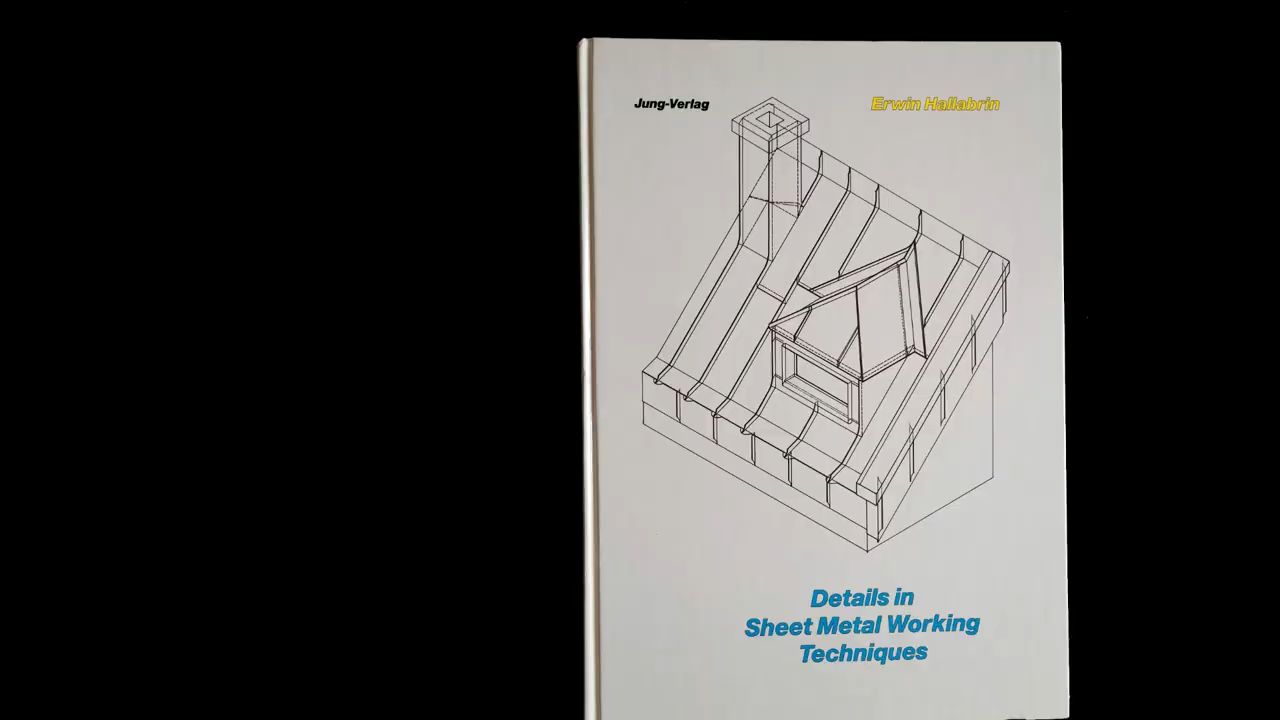 Jung-Verlag
Erwin Hallabrin
Details in
Sheet Metal Working
Techniques